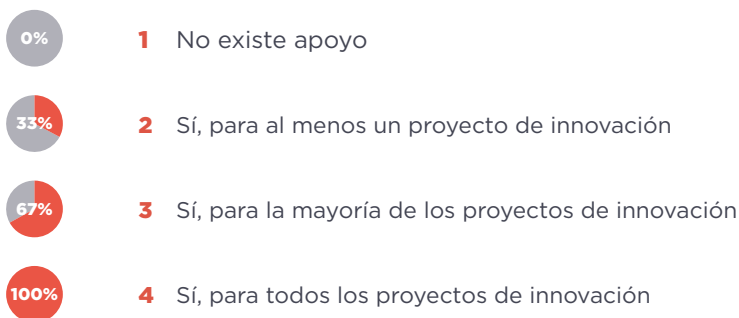 0% 1 No existe apoyo
33% 2 Sí, para al menos un proyecto de innovación
67% 3 Sí, para la mayoría de los proyectos de innovación
100% 4 Sí, para todos los proyectos de innovación